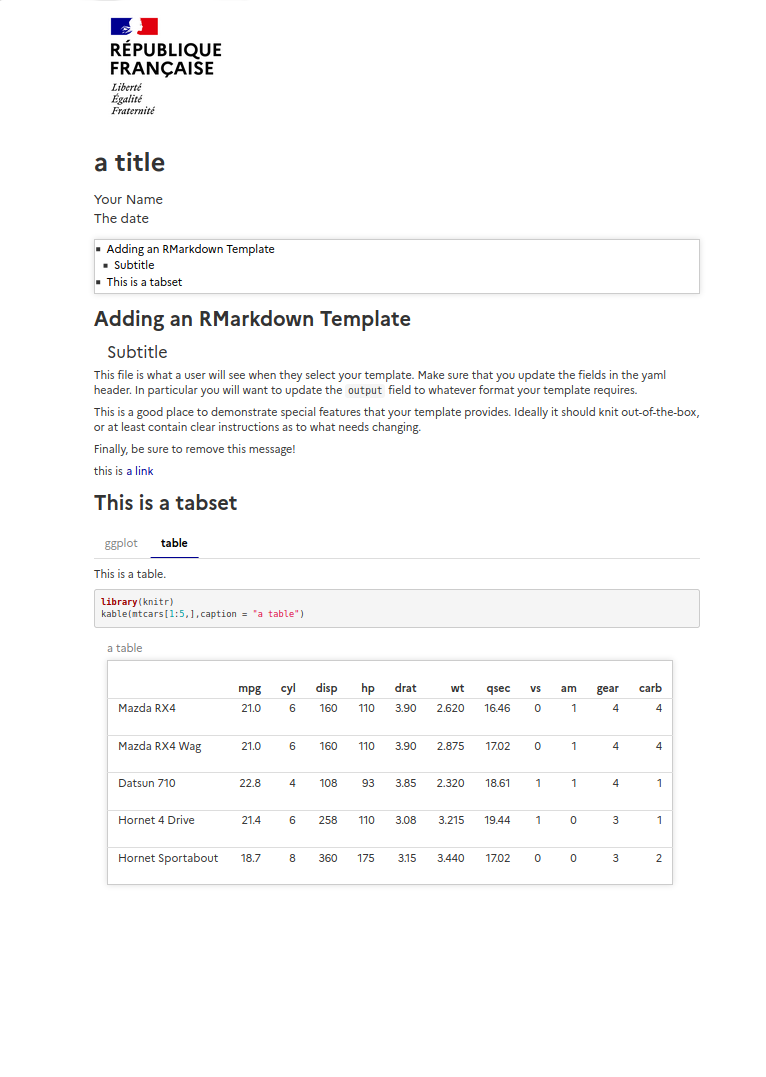 RÉPUBLIQUE
FRANÇAISE
Liberté
Égalité
Fraternité
a title
Your Name
The date
Adding an RMarkdown Template
Subtitle
This is a tabset
Adding an RMarkdown Template
Subtitle
This file is what a user will see when they select your template. Make sure that you update the fields in the yaml
header. In particular you will want to update the output field to whatever format your template requires.
This is a good place to demonstrate special features that your template provides. Ideally it should knit out-of-the-box,
or at least contain clear instructions as to what needs changing.
Finally, be sure to remove this message!
this is a link
This is a tabset
ggplot table
This is a table.
library(knitr)
kable(mtcars[1:5,],caption = "a table")
a table
mpg cyl disp hp drat wt qsec vs am gear carb
Mazda RX4 21.0 6 160 110 3.90 2.620 16.46 0 1 4 4
Mazda RX4 Wag 21.0 6 160 110 3.90 2.875 17.02 0 1 4 4
Datsun 710 22.8 4 108 93 3.85 2.320 18.61 1 1 4 1
Hornet 4 Drive 21.4 6 258 110 3.08 3.215 19.44 1 0 3 1
Hornet Sportabout 18.7 8 360 175 3.15 3.440 17.02 0 0 3 2